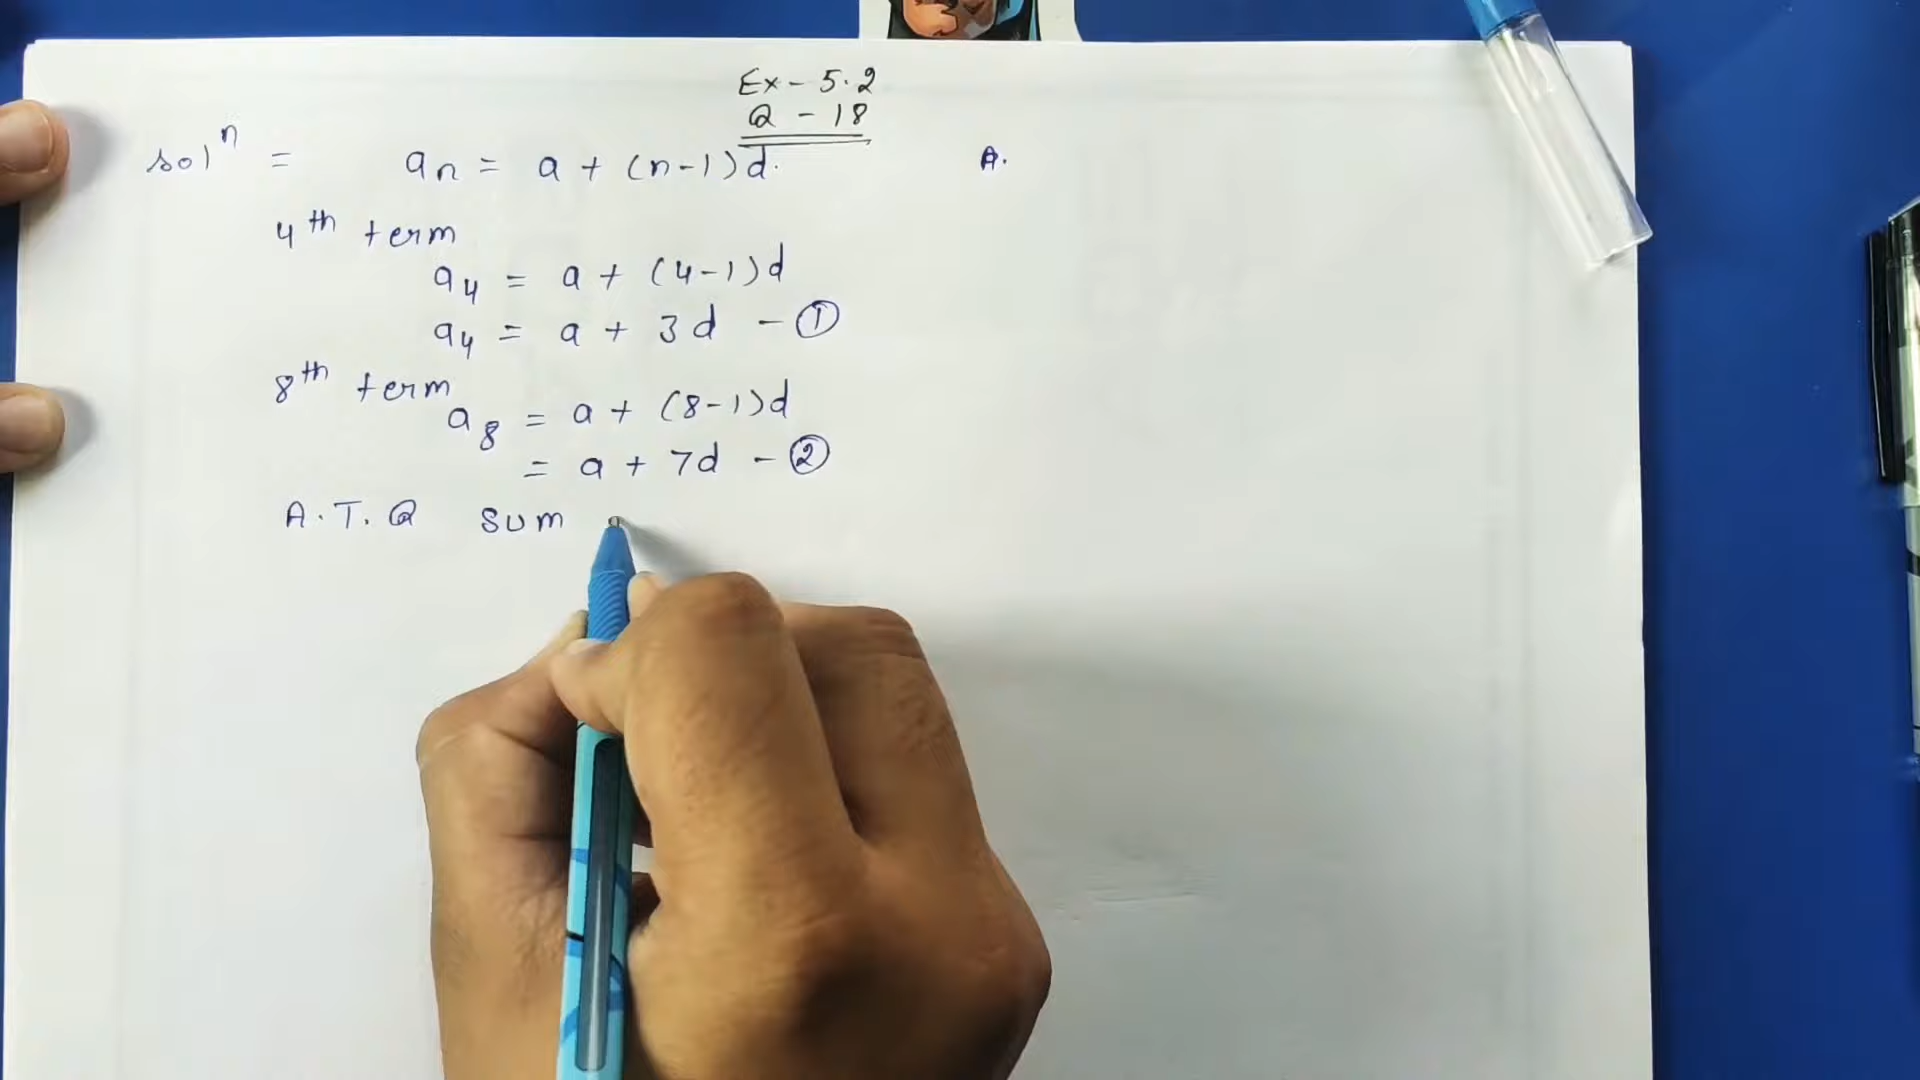 Ex - 5.2
Q - 18
solⁿ = aₙ = a + (n-1)d.
A.
4ᵗʰ term
a₄ = a + (4-1)d
a₄ = a + 3d - ①
8ᵗʰ term
a₈ = a + (8-1)d
= a + 7d - ②
A.T.Q sum